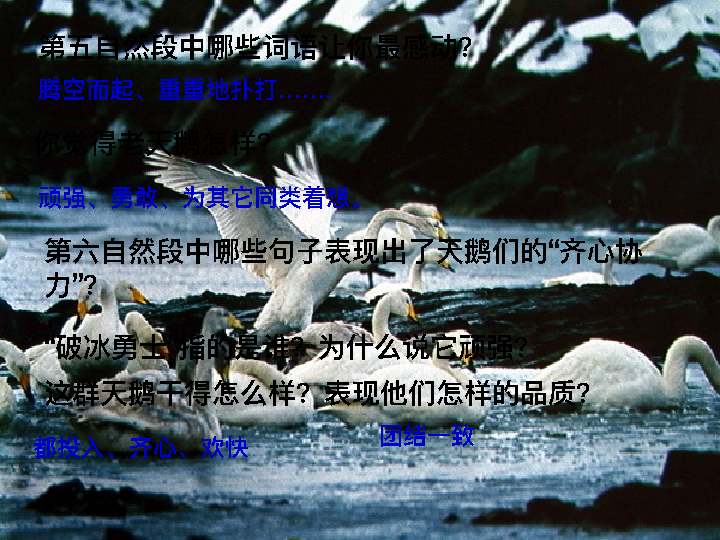 第五自然段中哪些词语让你最感动?
腾空而起、重重地扑打.......
你觉得老天鹅怎样?
顽强、勇敢、为其它同类着想。
第六自然段中哪些句子表现出了天鹅们的“齐心协
力”?
“破冰勇士”指的是谁? 为什么说它顽强?
这群天鹅干得怎么样? 表现他们怎样的品质?
都投入、齐心、欢快
团结一致